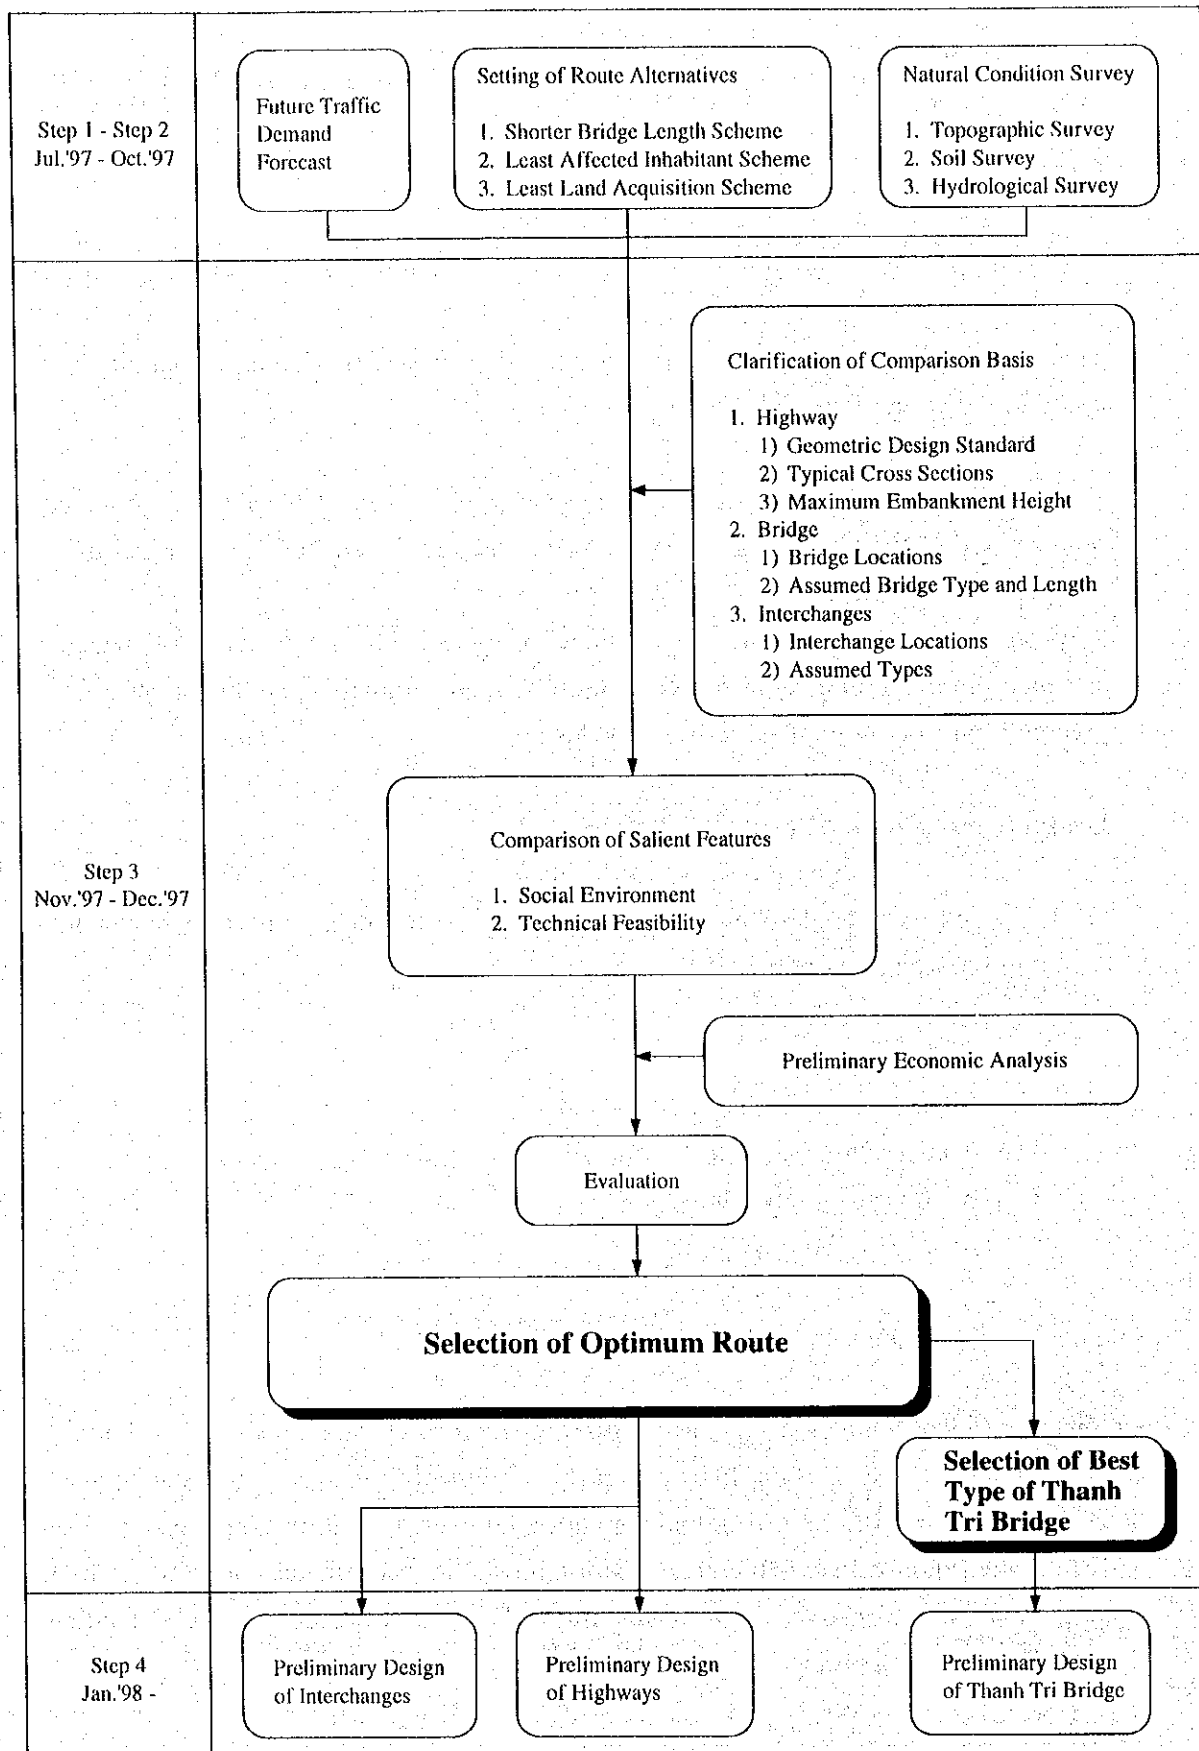 Step 1 - Step 2
Jul.'97 - Oct.'97
Future Traffic
Demand
Forecast
Setting of Route Alternatives
1. Shorter Bridge Length Scheme
2. Least Affected Inhabitant Scheme
3. Least Land Acquisition Scheme
Natural Condition Survey
1. Topographic Survey
2. Soil Survey
3. Hydrological Survey
Step 3
Nov.'97 - Dec.'97
Clarification of Comparison Basis
1. Highway
1) Geometric Design Standard
2) Typical Cross Sections
3) Maximum Embankment Height
2. Bridge
1) Bridge Locations
2) Assumed Bridge Type and Length
3. Interchanges
1) Interchange Locations
2) Assumed Types
Comparison of Salient Features
1. Social Environment
2. Technical Feasibility
Preliminary Economic Analysis
Evaluation
Selection of Optimum Route
Selection of Best
Type of Thanh
Tri Bridge
Step 4
Jan.'98 -
Preliminary Design
of Interchanges
Preliminary Design
of Highways
Preliminary Design
of Thanh Tri Bridge